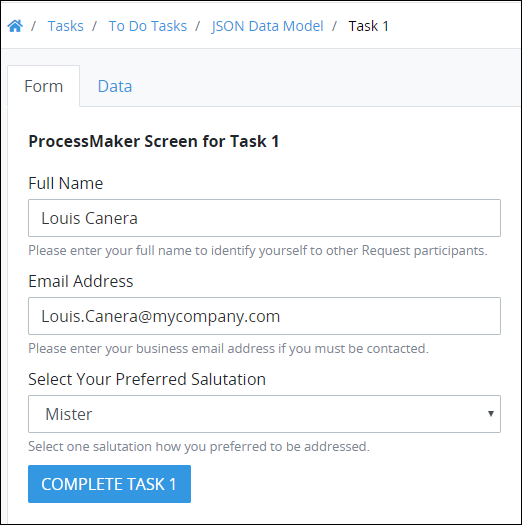 / Tasks / To Do Tasks / JSON Data Model / Task 1
Form Data
ProcessMaker Screen for Task 1
Full Name
Louis Canera
Please enter your full name to identify yourself to other Request participants.
Email Address
Louis.Canera@mycompany.com
Please enter your business email address if you must be contacted.
Select Your Preferred Salutation
Mister
Select one salutation how you preferred to be addressed.
COMPLETE TASK 1